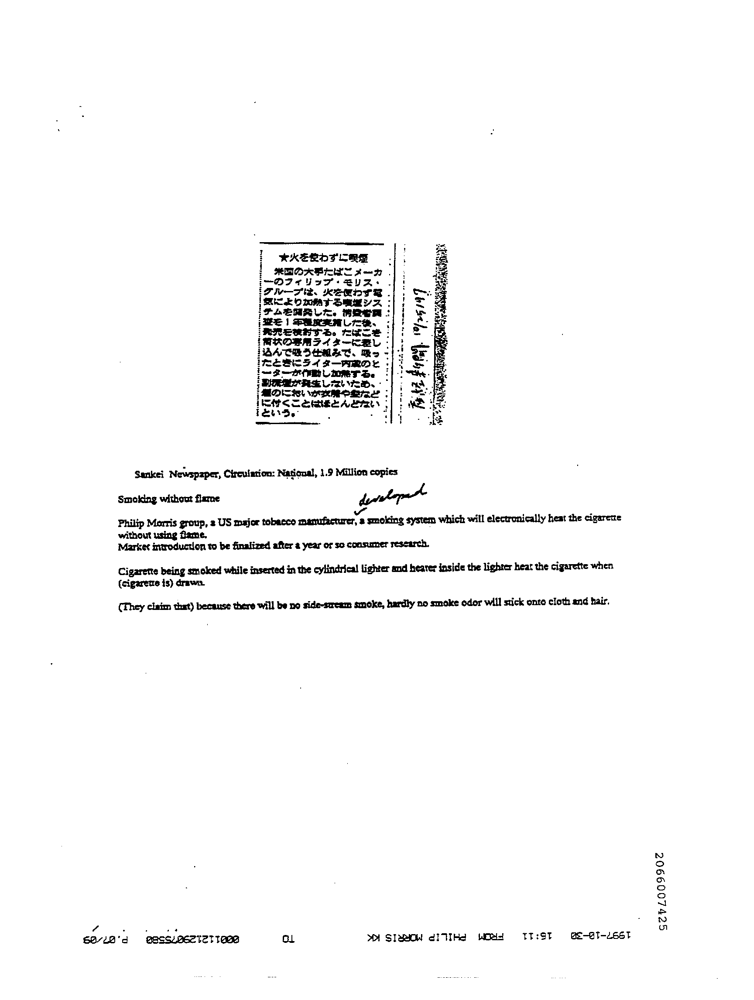 ★火を使わずに喫煙
米国の大手たばこメーカ
ーのフィリップ・モリス・
グループは、火を使わず電
気により加熱する喫煙シス
テムを開発した。消費者調
査を1年程度実施した後、
発売を検討する。たばこを
筒状の専用ライターに差し
込んで吸う仕組みで、吸っ
たときにライター内蔵のヒ
ーターが作動し加熱する。
副流煙が発生しないため、
煙のにおいが衣服や髪など
に付くことはほとんどない
という。
Sankei Newspaper, Circulation: National, 1.9 Million copies
Smoking without flame
developed
Philip Morris group, a US major tobacco manufacturer, a smoking system which will electronically heat the cigarette
without using flame.
Market introduction to be finalized after a year or so consumer research.
Cigarette being smoked while inserted in the cylindrical lighter and heater inside the lighter heat the cigarette when
(cigarette is) drawn.
(They claim that) because there will be no side-stream smoke, hardly no smoke odor will stick onto cloth and hair.
2066007425
1997-10-30 15:11 FROM PHILIP MORRIS KK TO 000112129075580 P.07/09